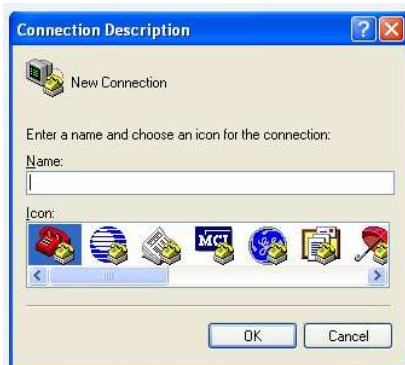 Connection Description
New Connection
Enter a name and choose an icon for the connection:
Name:
Icon:
MCI
OK Cancel